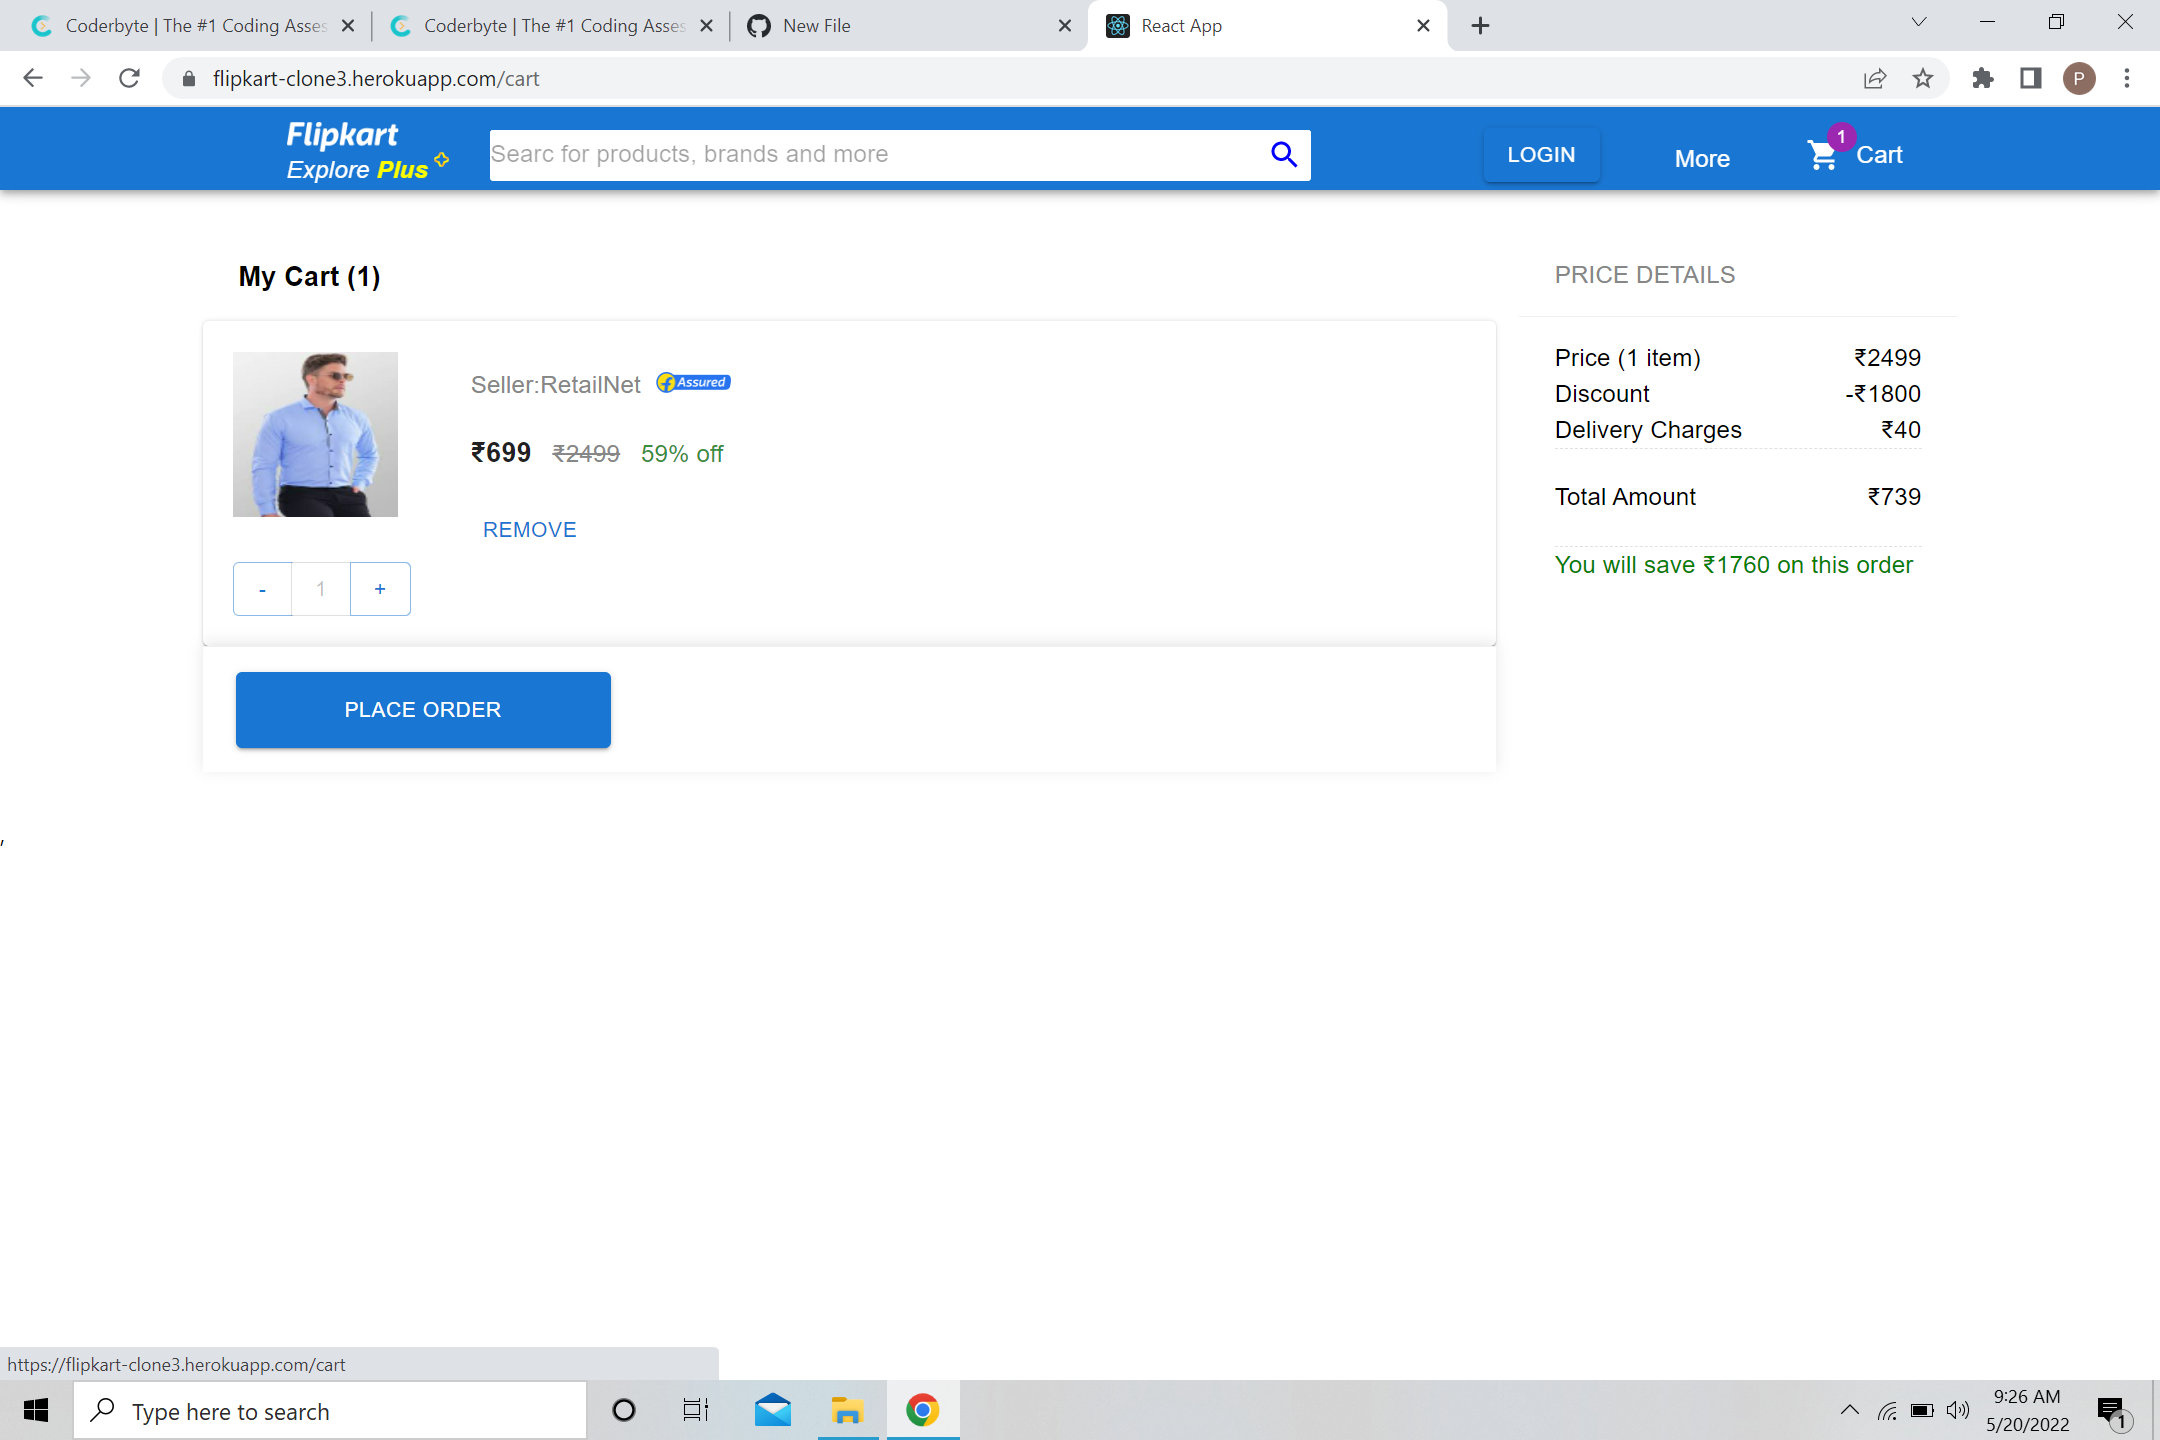 Coderbyte | The #1 Coding Asses
Coderbyte | The #1 Coding Asses
New File
React App
flipkart-clone3.herokuapp.com/cart
P
Flipkart
Explore Plus
Searc for products, brands and more
LOGIN
More
1
Cart
My Cart (1)
Seller:RetailNet
f Assured
₹699 ₹2499 59% off
REMOVE
- 1 +
PLACE ORDER
PRICE DETAILS
Price (1 item) ₹2499
Discount -₹1800
Delivery Charges ₹40
Total Amount ₹739
You will save ₹1760 on this order
,
https://flipkart-clone3.herokuapp.com/cart
Type here to search
9:26 AM
5/20/2022
1